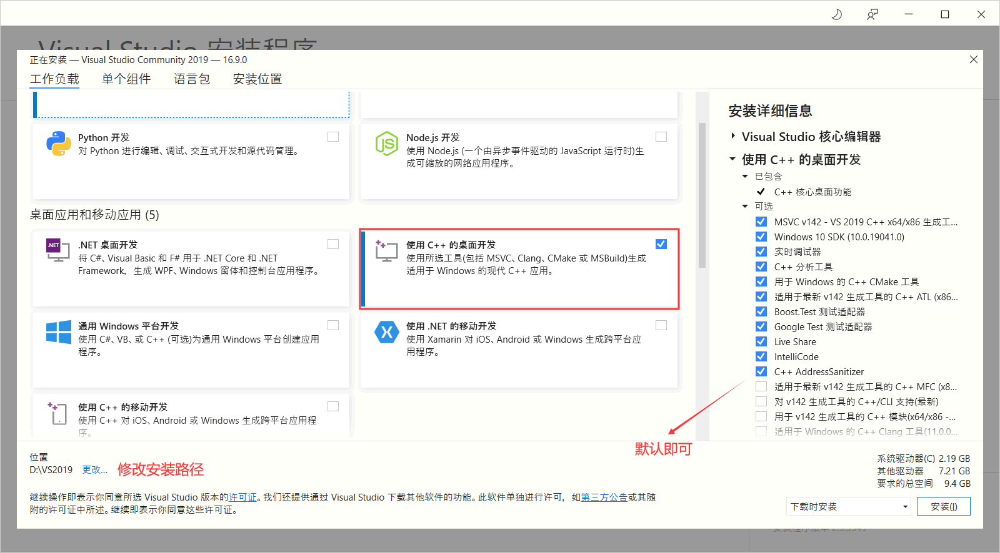 Visual Studio 安装程序
正在安装 — Visual Studio Community 2019 — 16.9.0
工作负载 单个组件 语言包 安装位置
Python 开发
对 Python 进行编辑、调试、交互式开发和源代码管理。
Node.js 开发
使用 Node.js (一个由异步事件驱动的 JavaScript 运行时)生
成可缩放的网络应用程序。
桌面应用和移动应用 (5)
.NET
.NET 桌面开发
将 C#、Visual Basic 和 F# 用于 .NET Core 和 .NET
Framework, 生成 WPF、Windows 窗体和控制台应用程序。
使用 C++ 的桌面开发
使用所选工具(包括 MSVC、Clang、CMake 或 MSBuild)生成
适用于 Windows 的现代 C++ 应用。
通用 Windows 平台开发
使用 C#、VB、或 C++ (可选)为通用 Windows 平台创建应用
程序。
使用 .NET 的移动开发
使用 Xamarin 对 iOS、Android 或 Windows 生成跨平台应
用程序。
使用 C++ 的移动开发
使用 C++ 对 iOS、Android 或 Windows 生成跨平台应用程
序。
安装详细信息
Visual Studio 核心编辑器
使用 C++ 的桌面开发
已包含
C++ 核心桌面功能
可选
MSVC v142 - VS 2019 C++ x64/x86 生成工...
Windows 10 SDK (10.0.19041.0)
实时调试器
C++ 分析工具
用于 Windows 的 C++ CMake 工具
适用于最新 v142 生成工具的 C++ ATL (x86...
Boost.Test 测试适配器
Google Test 测试适配器
Live Share
IntelliCode
C++ AddressSanitizer
适用于最新 v142 生成工具的 C++ MFC (x8...
对 v142 生成工具的 C++/CLI 支持(最新)
用于 v142 生成工具的 C++ 模块(x64/x86 -...
适用于 Windows 的 C++ Clang 工具(11.0.0...
默认即可
位置
D:\VS2019 更改... 修改安装路径
继续操作即表示你同意所选 Visual Studio 版本的许可证。我们还提供通过 Visual Studio 下载其他软件的功能。此软件单独进行许可, 如第三方公告或其随
附的许可证中所述。继续即表示你同意这些许可证。
系统驱动器(C) 2.19 GB
其他驱动器 7.21 GB
要求的总空间 9.4 GB
下载时安装 安装(I)